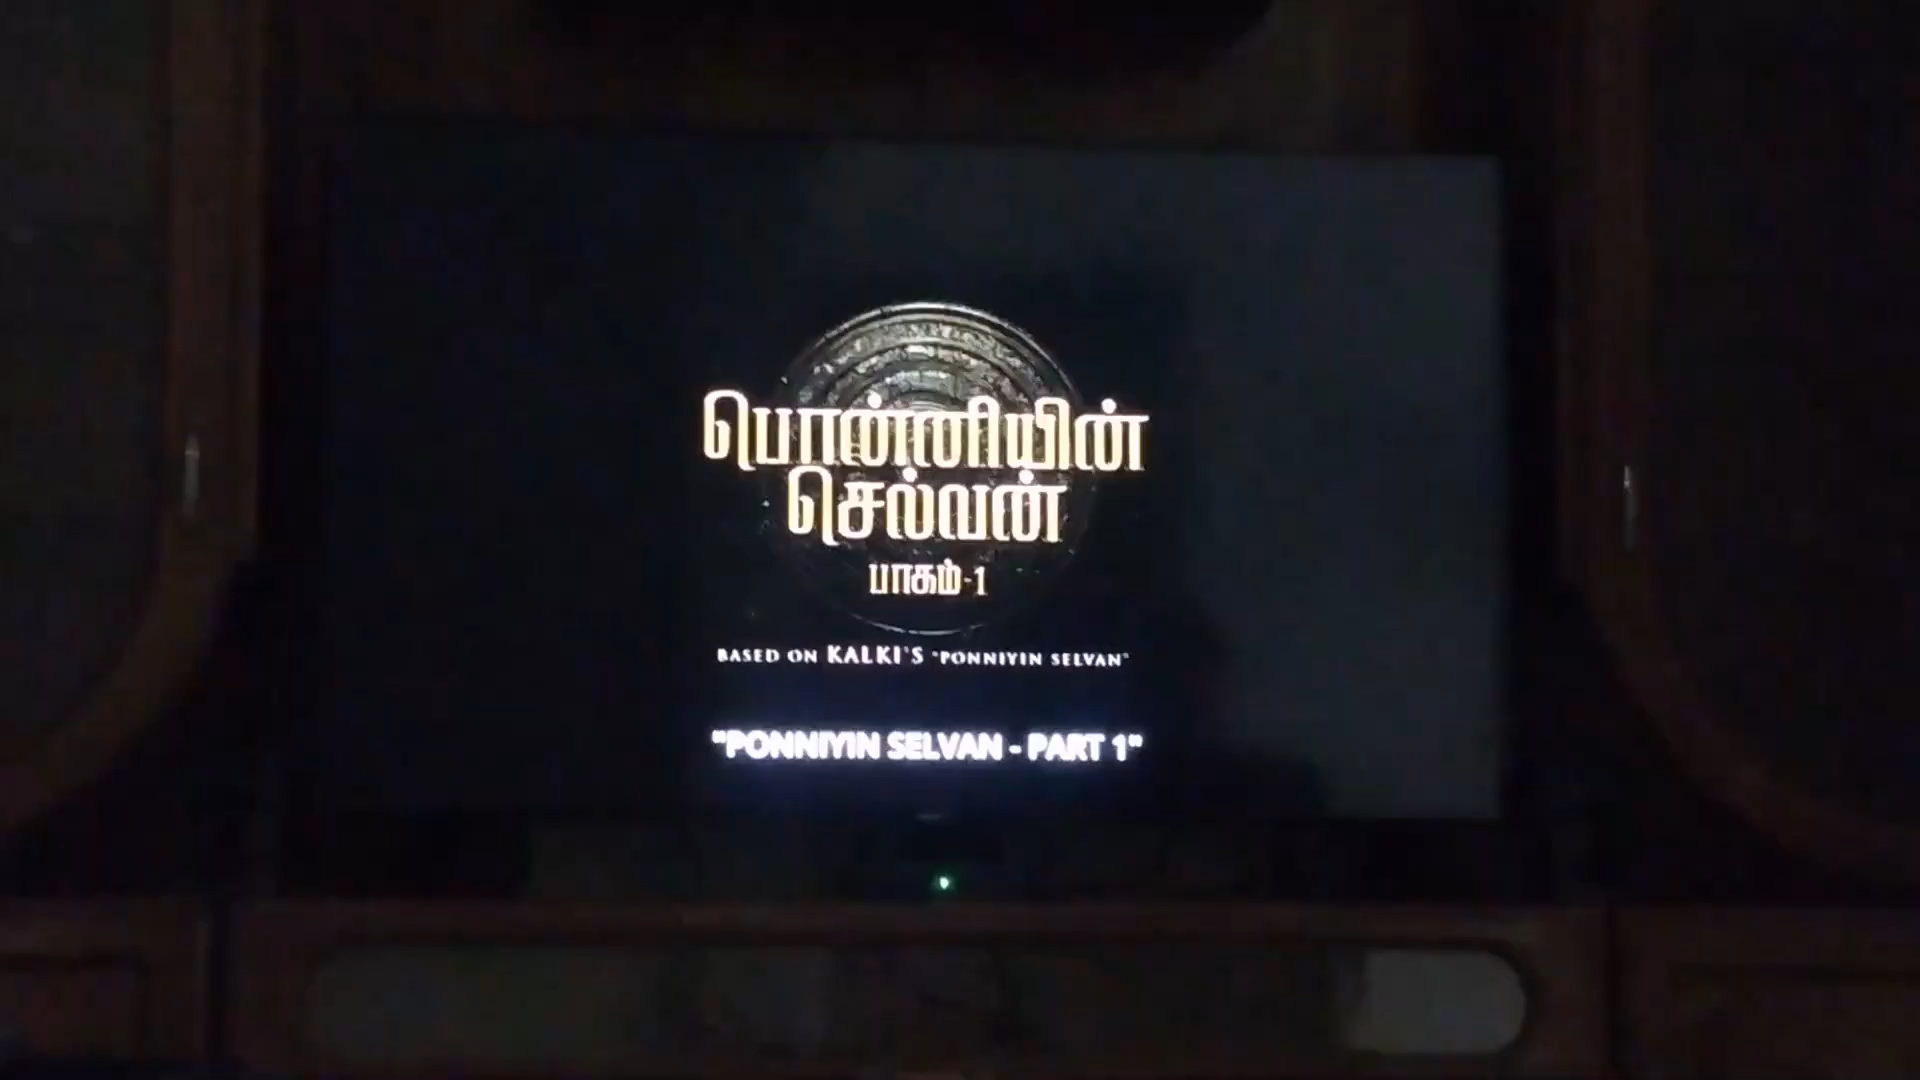 பொன்னியின்
செல்வன்
பாகம்-1
BASED ON KALKI'S "PONNIYIN SELVAN"
"PONNIYIN SELVAN - PART 1"